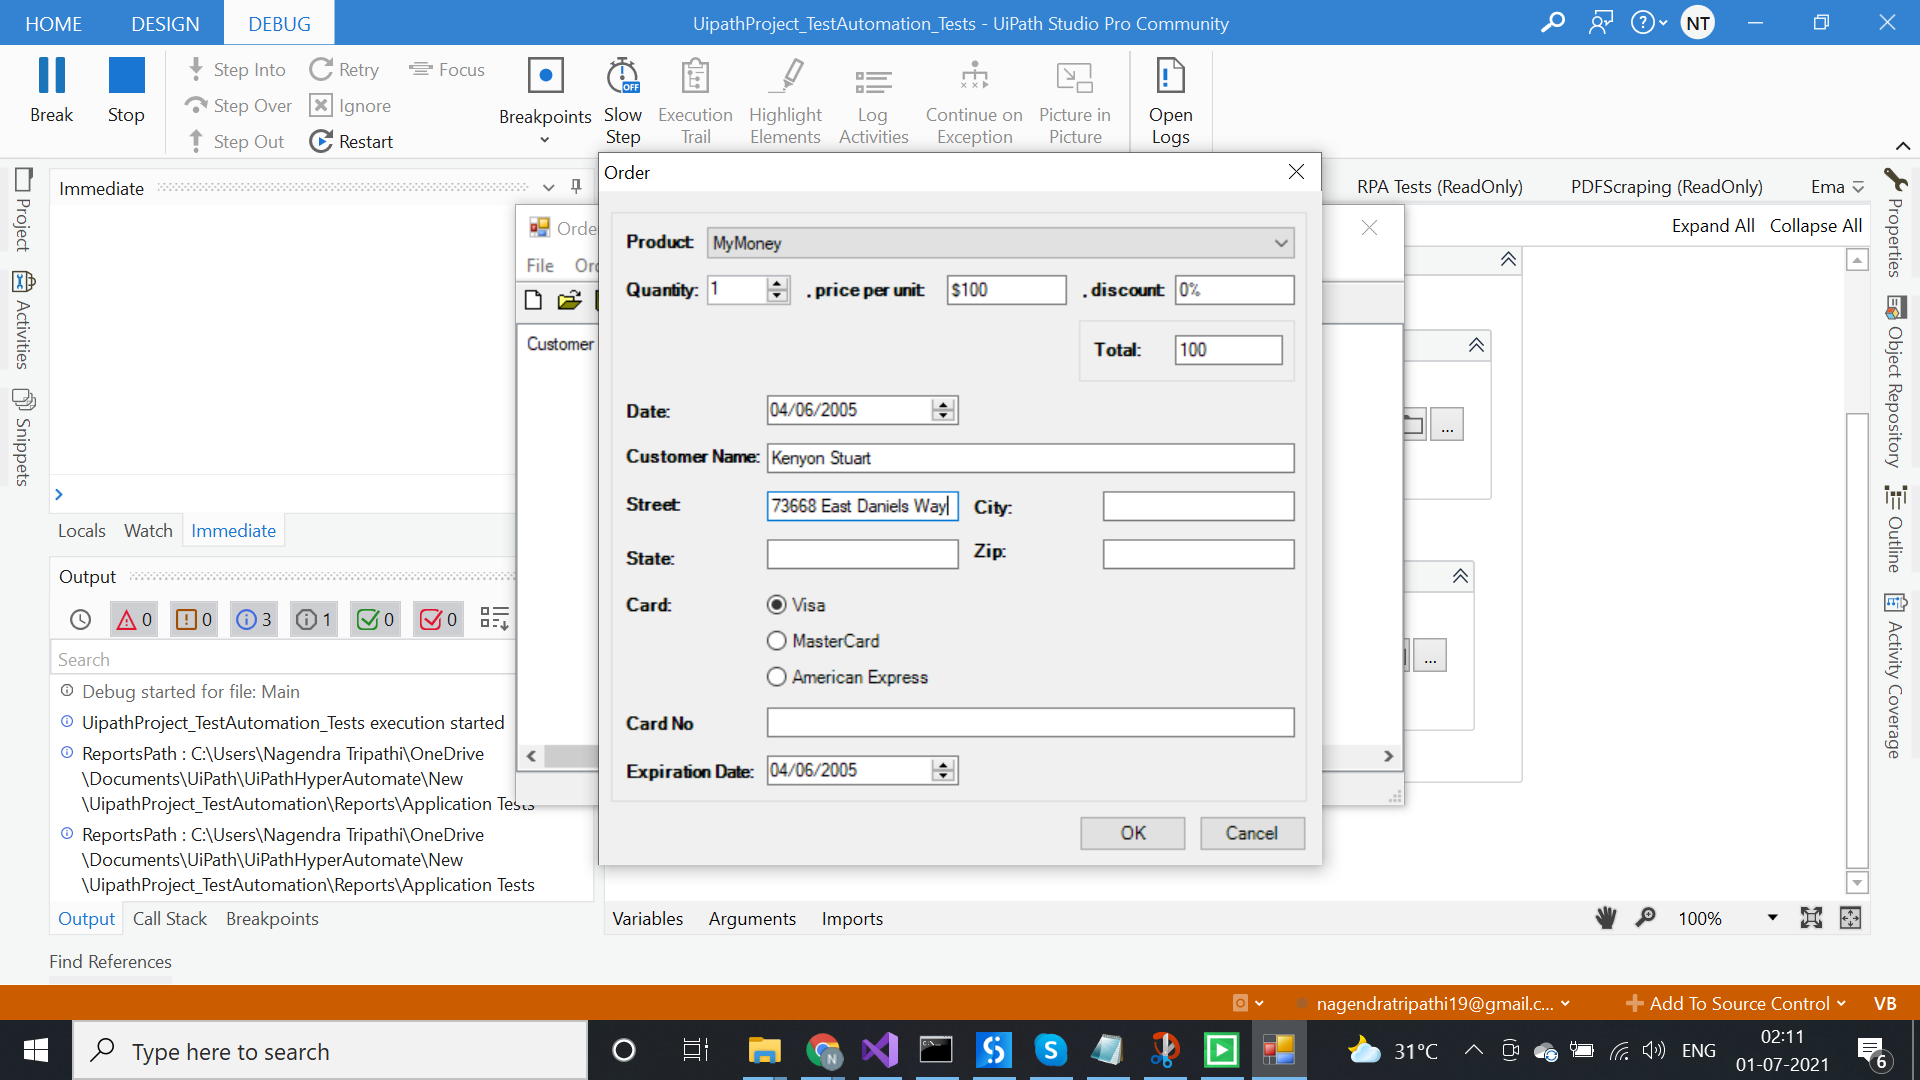 HOME DESIGN DEBUG UipathProject_TestAutomation_Tests - UiPath Studio Pro Community NT
Break Stop
Step Into Retry Focus
Step Over Ignore
Step Out Restart
Breakpoints
Slow Step
OFF
Execution Trail
Highlight Elements
Log Activities
Continue on Exception
Picture in Picture
Open Logs
Project
Activities
Snippets
Immediate
Locals Watch Immediate
Output
0 0 3 1 0 0
Search
Debug started for file: Main
UipathProject_TestAutomation_Tests execution started
ReportsPath : C:\Users\Nagendra Tripathi\OneDrive
\Documents\UiPath\UiPathHyperAutomate\New
\UipathProject_TestAutomation\Reports\Application Tests
ReportsPath : C:\Users\Nagendra Tripathi\OneDrive
\Documents\UiPath\UiPathHyperAutomate\New
\UipathProject_TestAutomation\Reports\Application Tests
Output Call Stack Breakpoints
Find References
File
Customer
Order
Product: MyMoney
Quantity: 1 , price per unit: $100 , discount: 0%
Total: 100
Date: 04/06/2005
Customer Name: Kenyon Stuart
Street: 73668 East Daniels Way City:
State: Zip:
Card: Visa
MasterCard
American Express
Card No
Expiration Date: 04/06/2005
OK Cancel
RPA Tests (ReadOnly) PDFScraping (ReadOnly) Ema
Expand All Collapse All
...
...
Properties
Object Repository
Outline
Activity Coverage
Variables Arguments Imports 100%
nagendratripathi19@gmail.c... Add To Source Control VB
Type here to search
N
31°C ENG 02:11
01-07-2021
6